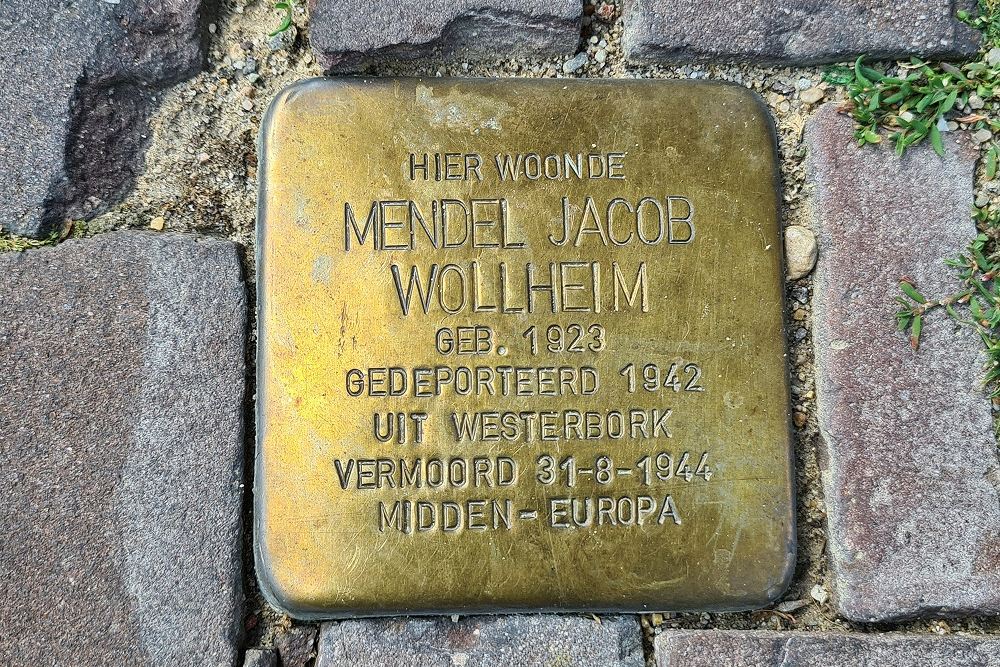 HIER WOONDE
MENDEL JACOB
WOLLHEIM
GEB. 1923
GEDEPORTEERD 1942
UIT WESTERBORK
VERMOORD 31-8-1944
MIDDEN-EUROPA